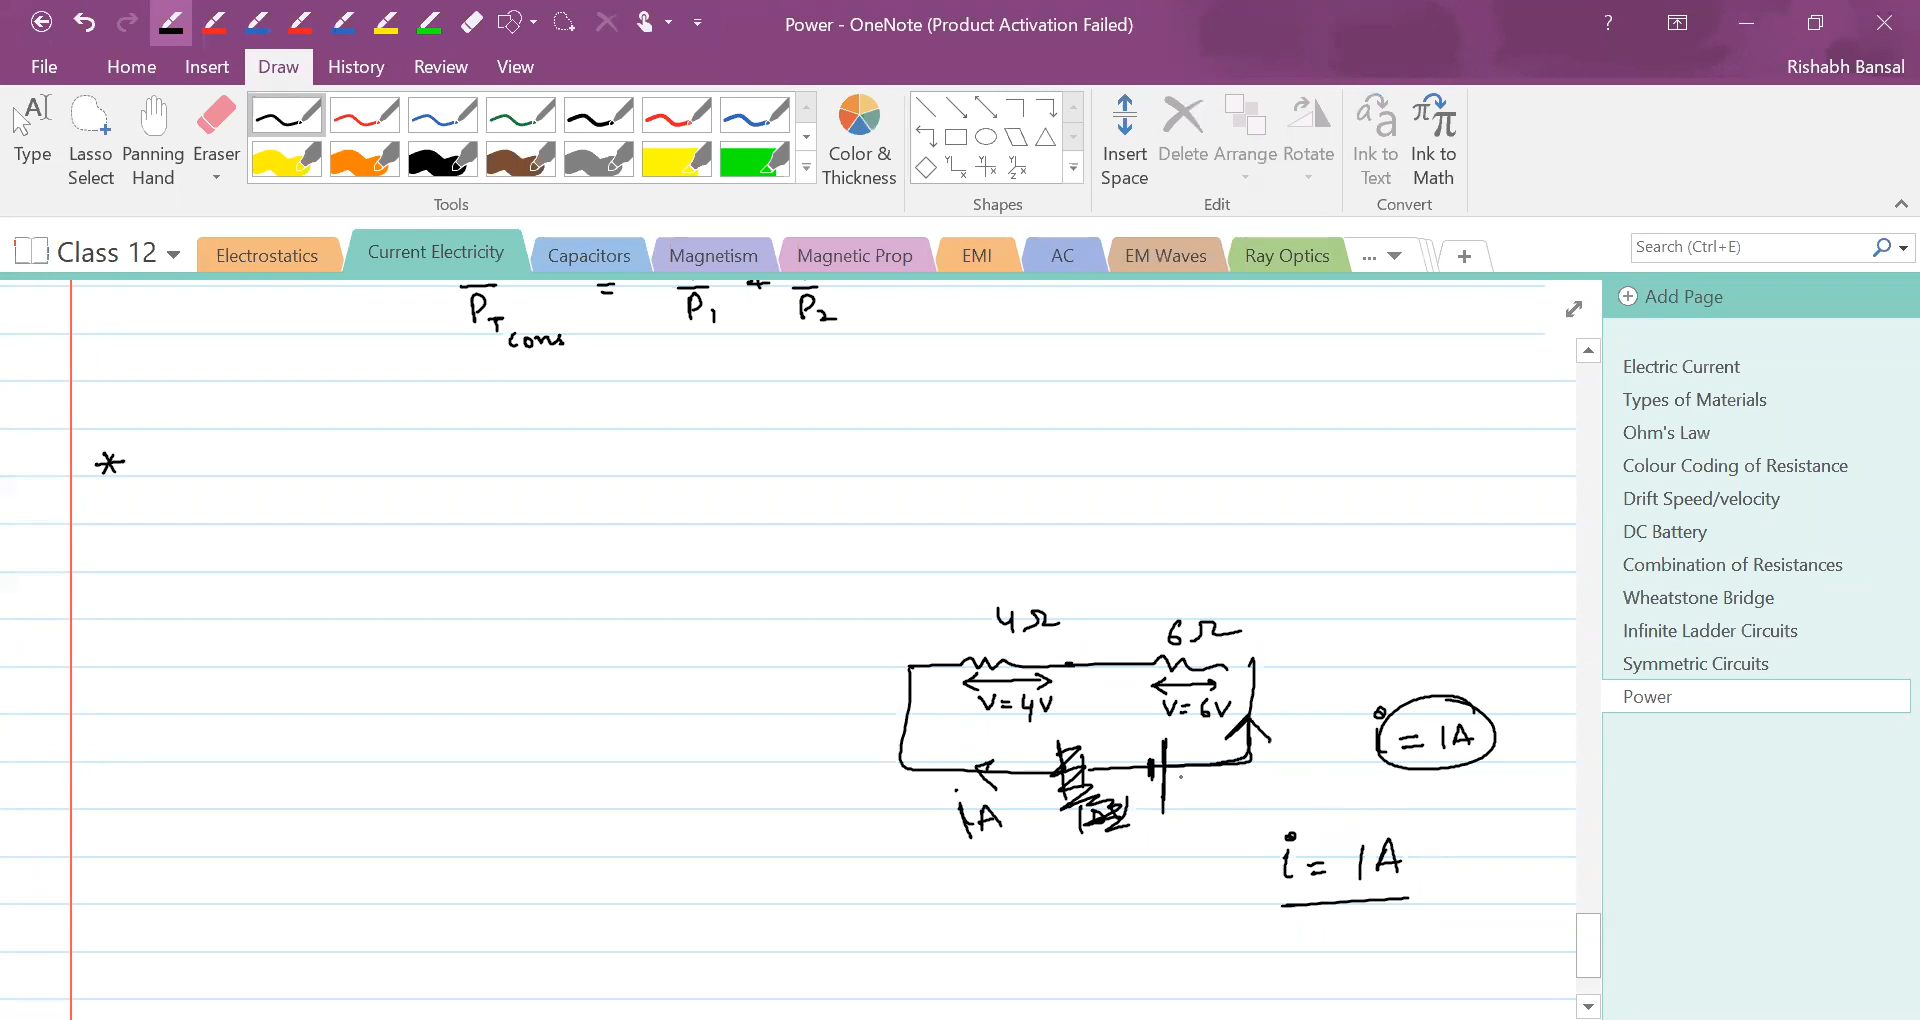 Power - OneNote (Product Activation Failed)
?
File Home Insert Draw History Review View
Rishabh Bansal
Type
Lasso Select
Panning Hand
Eraser
Color & Thickness
Insert Space
Delete
Arrange
Rotate
Ink to Text
Ink to Math
Tools
Shapes
Edit
Convert
Class 12
Electrostatics Current Electricity Capacitors Magnetism Magnetic Prop EMI AC EM Waves Ray Optics ... +
Search (Ctrl+E)
Add Page
Electric Current
Types of Materials
Ohm's Law
Colour Coding of Resistance
Drift Speed/velocity
DC Battery
Combination of Resistances
Wheatstone Bridge
Infinite Ladder Circuits
Symmetric Circuits
Power
P_T cons = P_1 + P_2
*
4Ω 6Ω
V = 4V V = 6V
i = 1A
1A
i = 1A